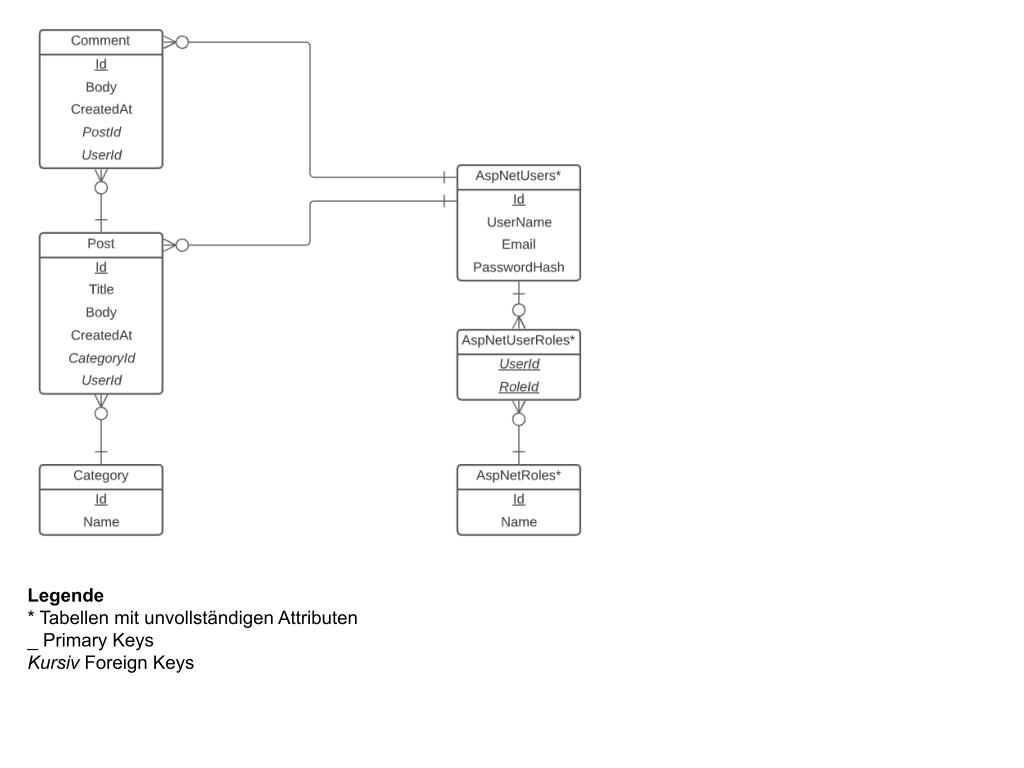 Comment
Id
Body
CreatedAt
PostId
UserId
Post
Id
Title
Body
CreatedAt
CategoryId
UserId
Category
Id
Name
AspNetUsers*
Id
UserName
Email
PasswordHash
AspNetUserRoles*
UserId
RoleId
AspNetRoles*
Id
Name
Legende
* Tabellen mit unvollständigen Attributen
_ Primary Keys
Kursiv Foreign Keys